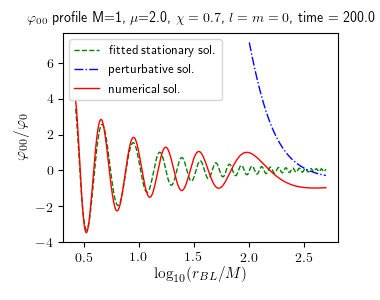 φ₀₀ profile M=1, μ=2.0, χ = 0.7, l = m = 0, time = 200.0
fitted stationary sol.
perturbative sol.
numerical sol.
φ₀₀/φ₀
6
4
2
0
−2
−4
0.5 1.0 1.5 2.0 2.5
log₁₀(r_BL/M)